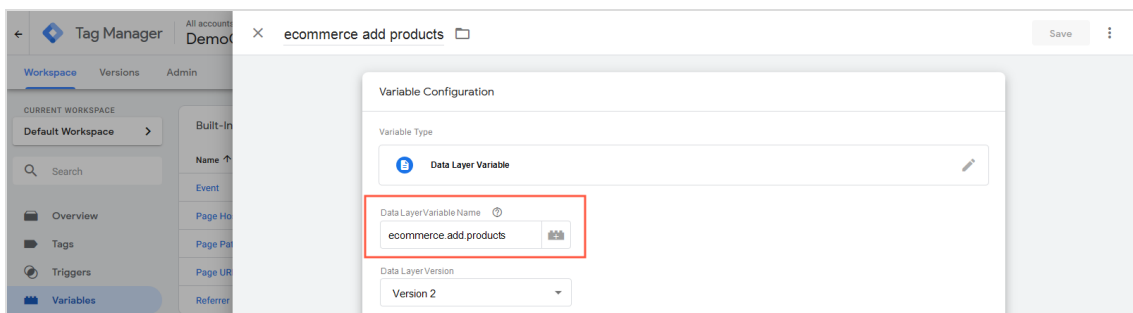 All accounts
Tag Manager
Demo
ecommerce add products
Save
Workspace Versions Admin
Variable Configuration
CURRENT WORKSPACE
Default Workspace
Built-In
Variable Type
Name
Data Layer Variable
Search
Event
Overview
Page Ho
Data Layer Variable Name
ecommerce.add.products
Tags
Page Pat
Triggers
Page UR
Data Layer Version
Variables
Referrer
Version 2